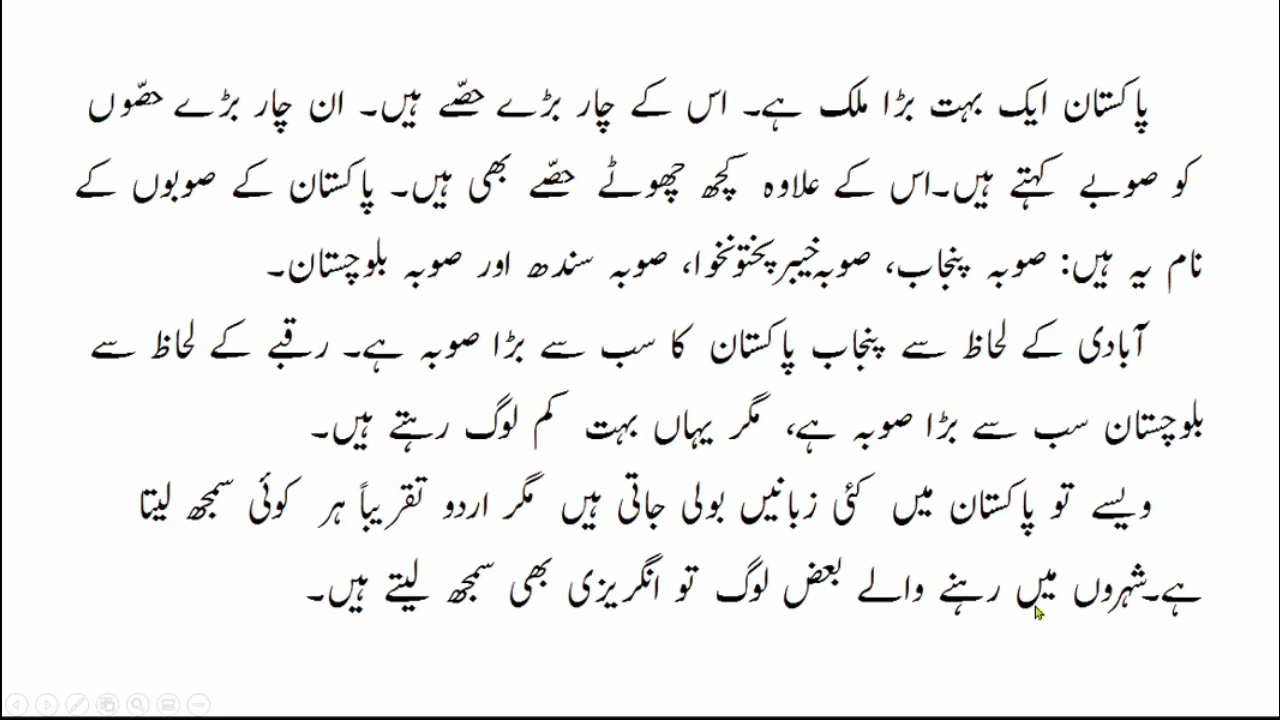 پاکستان ایک بہت بڑا ملک ہے۔ اس کے چار بڑے حصّے ہیں۔ ان چار بڑے حصّوں
کو صوبے کہتے ہیں۔اس کے علاوہ کچھ چھوٹے حصّے بھی ہیں۔ پاکستان کے صوبوں کے
نام یہ ہیں: صوبہ پنجاب، صوبہ خیبر پختونخوا، صوبہ سندھ اور صوبہ بلوچستان۔
آبادی کے لحاظ سے پنجاب پاکستان کا سب سے بڑا صوبہ ہے۔ رقبے کے لحاظ سے
بلوچستان سب سے بڑا صوبہ ہے، مگر یہاں بہت کم لوگ رہتے ہیں۔
ویسے تو پاکستان میں کئی زبانیں بولی جاتی ہیں مگر اردو تقریباً ہر کوئی سمجھ لیتا
ہے۔شہروں میں رہنے والے بعض لوگ تو انگریزی بھی سمجھ لیتے ہیں۔